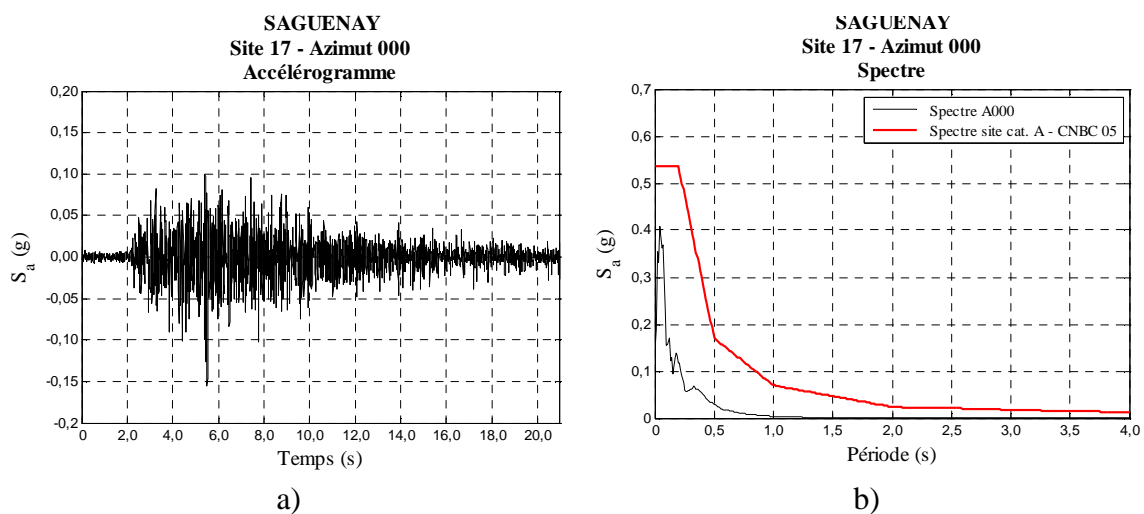 SAGUENAY
Site 17 - Azimut 000
Accélérogramme
S_a (g)
0,20
0,15
0,10
0,05
0,00
-0,05
-0,10
-0,15
-0,2
0 2,0 4,0 6,0 8,0 10,0 12,0 14,0 16,0 18,0 20,0
Temps (s)
a)
SAGUENAY
Site 17 - Azimut 000
Spectre
Spectre A000
Spectre site cat. A - CNBC 05
S_a (g)
0,7
0,6
0,5
0,4
0,3
0,2
0,1
0
0 0,5 1,0 1,5 2,0 2,5 3,0 3,5 4,0
Période (s)
b)